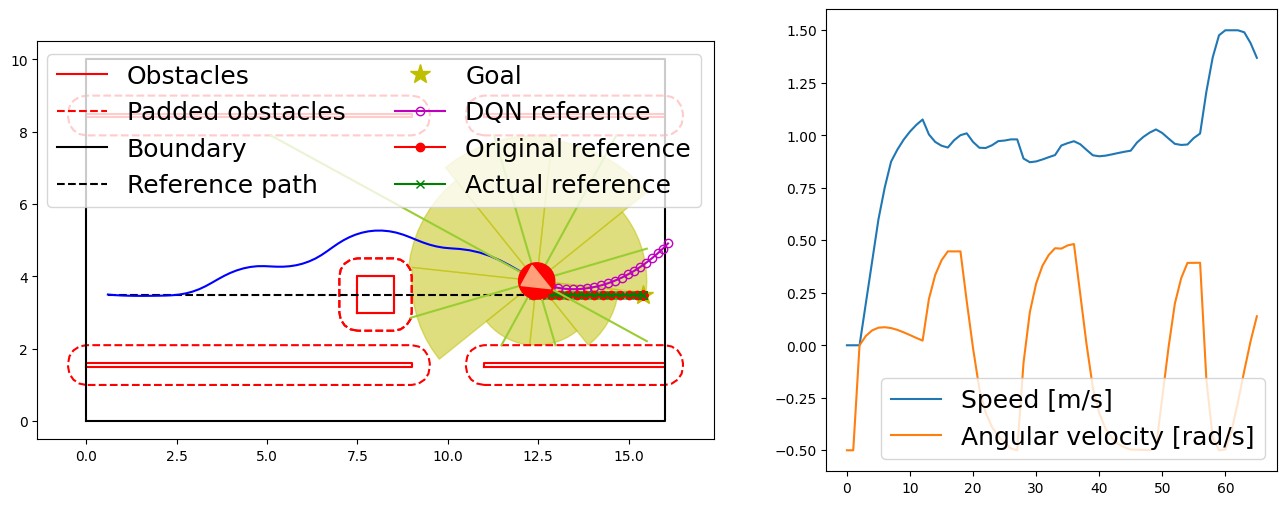 Obstacles
Padded obstacles
Boundary
Reference path
Goal
DQN reference
Original reference
Actual reference
10
8
6
4
2
0
0.0 2.5 5.0 7.5 10.0 12.5 15.0
1.50
1.25
1.00
0.75
0.50
0.25
0.00
−0.25
−0.50
Speed [m/s]
Angular velocity [rad/s]
0 10 20 30 40 50 60